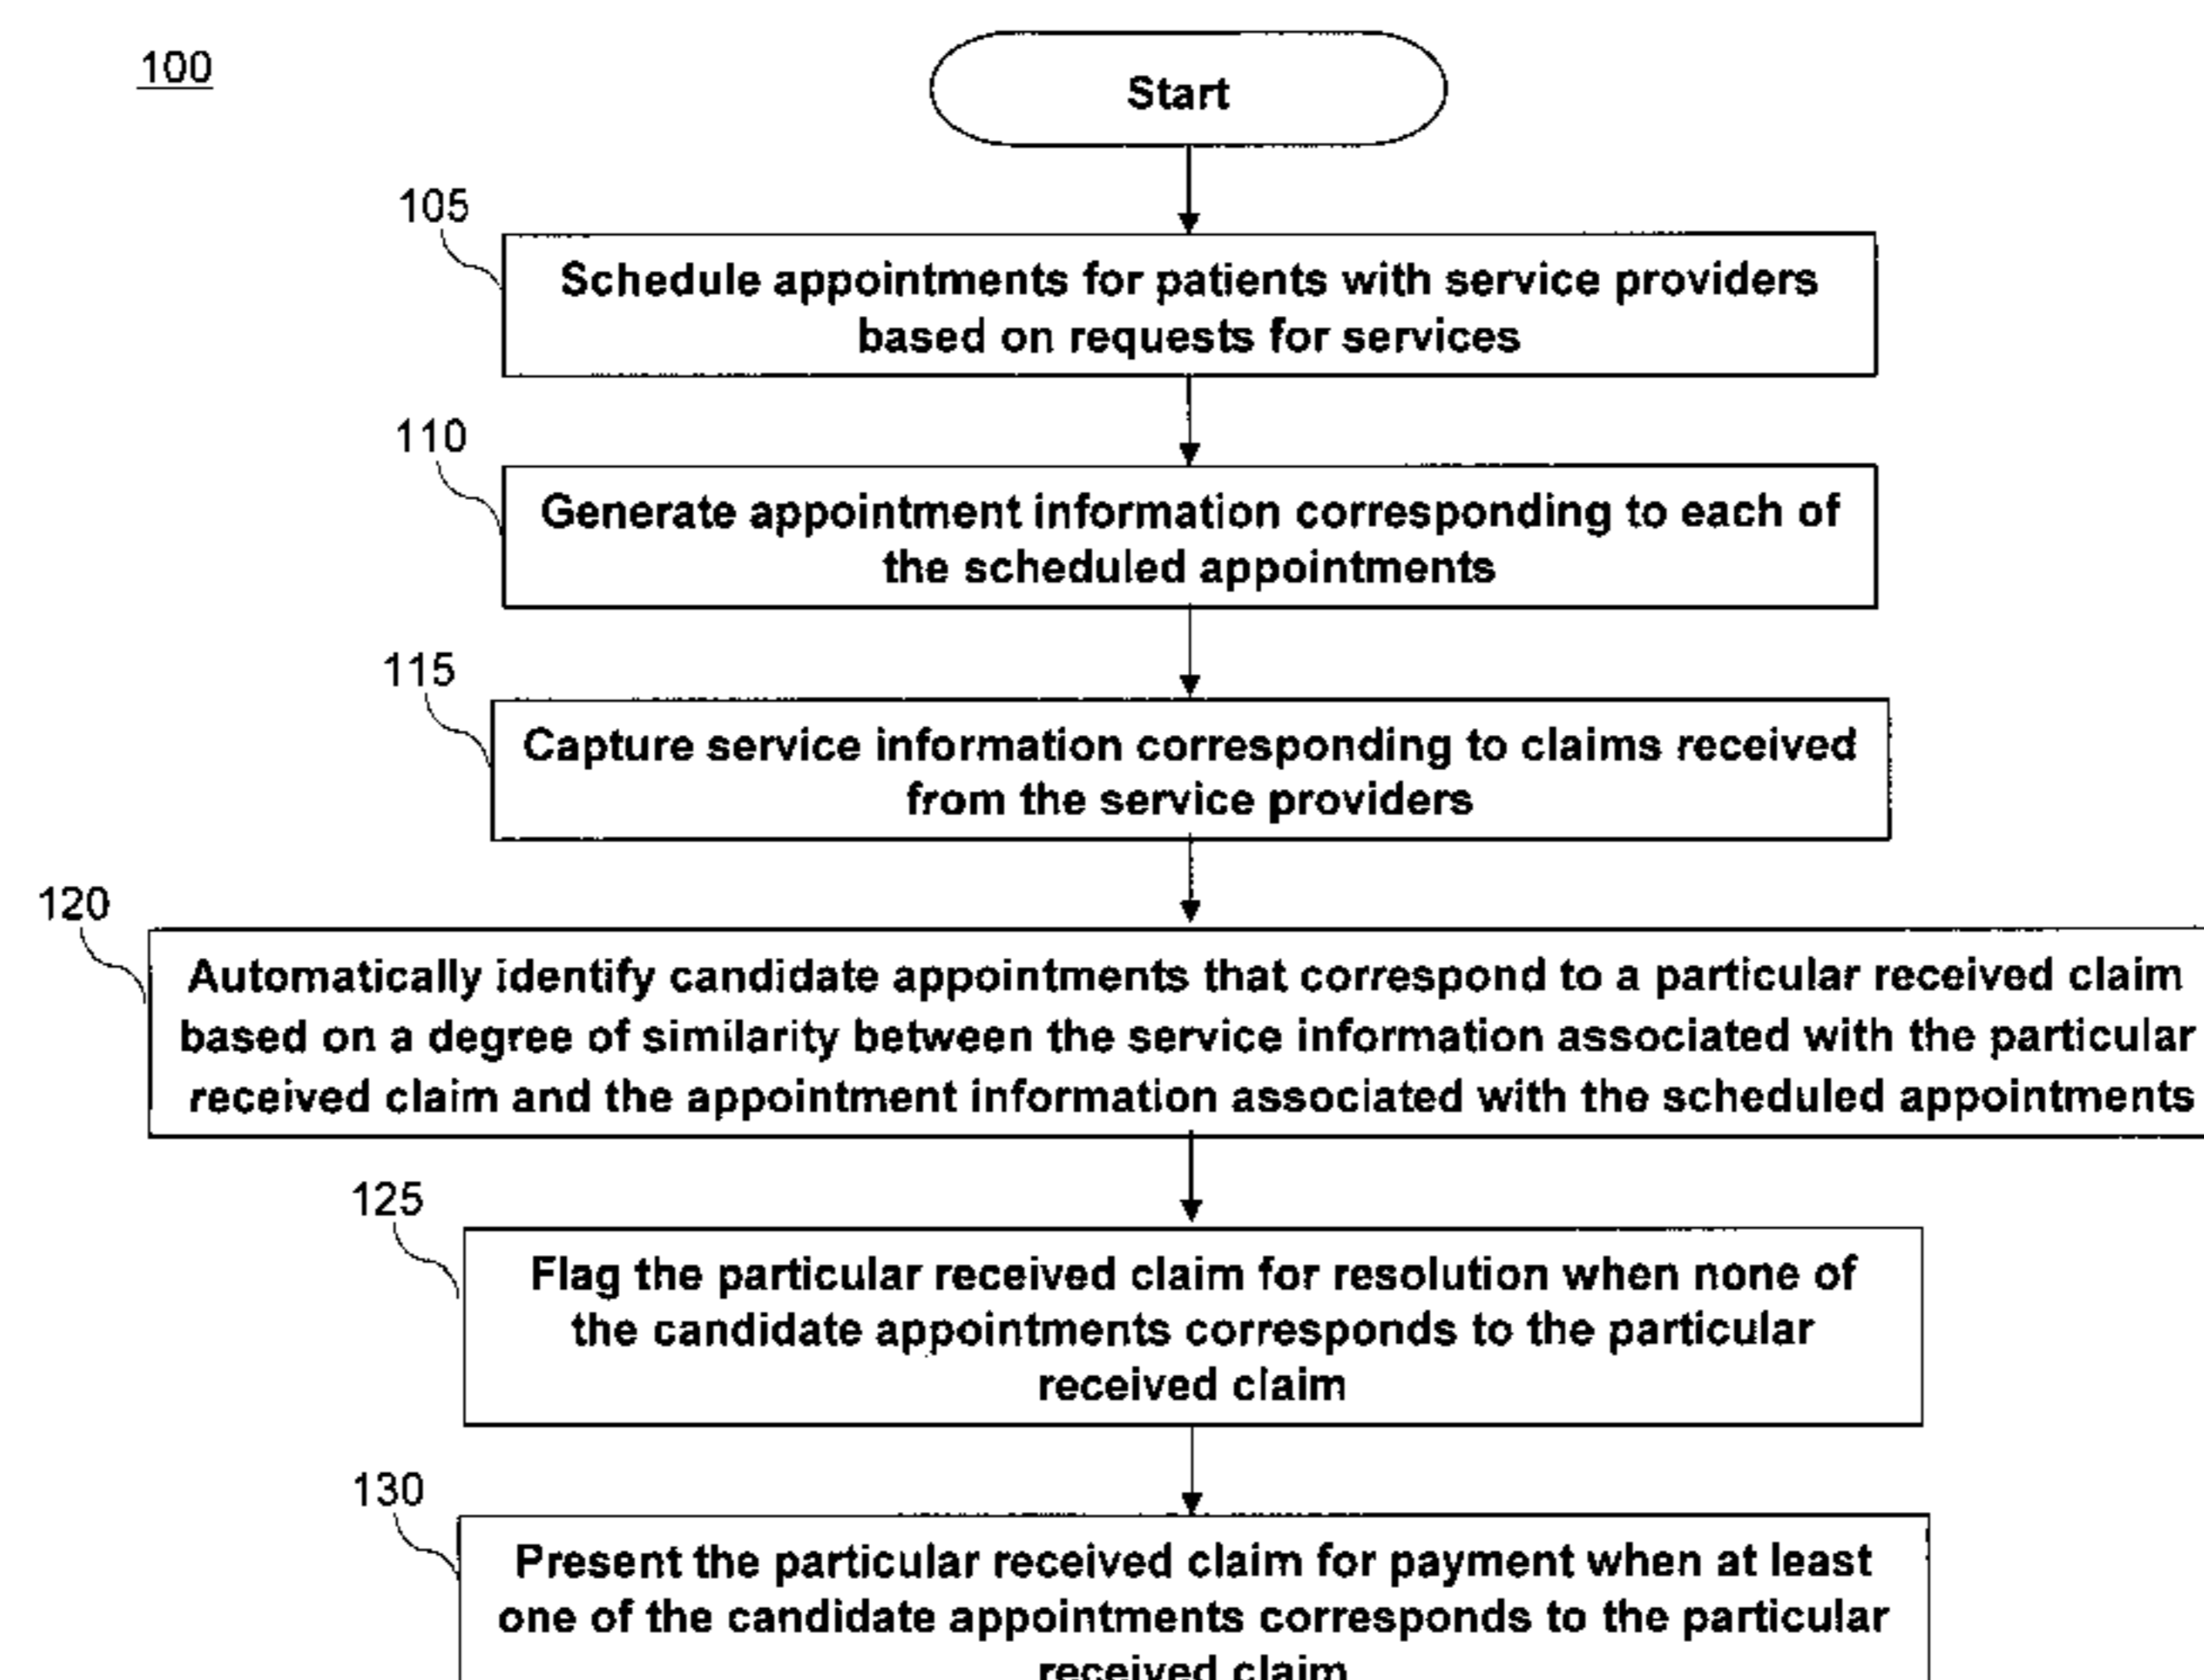 100
Start
105
Schedule appointments for patients with service providers
based on requests for services
110
Generate appointment information corresponding to each of
the scheduled appointments
115
Capture service information corresponding to claims received
from the service providers
120
Automatically identify candidate appointments that correspond to a particular received claim
based on a degree of similarity between the service information associated with the particular
received claim and the appointment information associated with the scheduled appointments
125
Flag the particular received claim for resolution when none of
the candidate appointments corresponds to the particular
received claim
130
Present the particular received claim for payment when at least
one of the candidate appointments corresponds to the particular
received claim